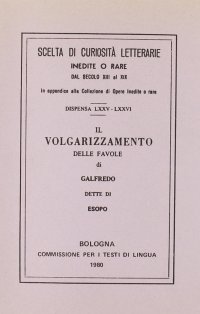 SCELTA DI CURIOSITÀ LETTERARIE
INEDITE O RARE
DAL SECOLO XIII AL XIX
In appendice alla Collezione di Opere inedite o rare
DISPENSA LXXV-LXXVI
IL
VOLGARIZZAMENTO
DELLE FAVOLE
di
GALFREDO
DETTE DI
ESOPO
BOLOGNA
COMMISSIONE PER I TESTI DI LINGUA
1980